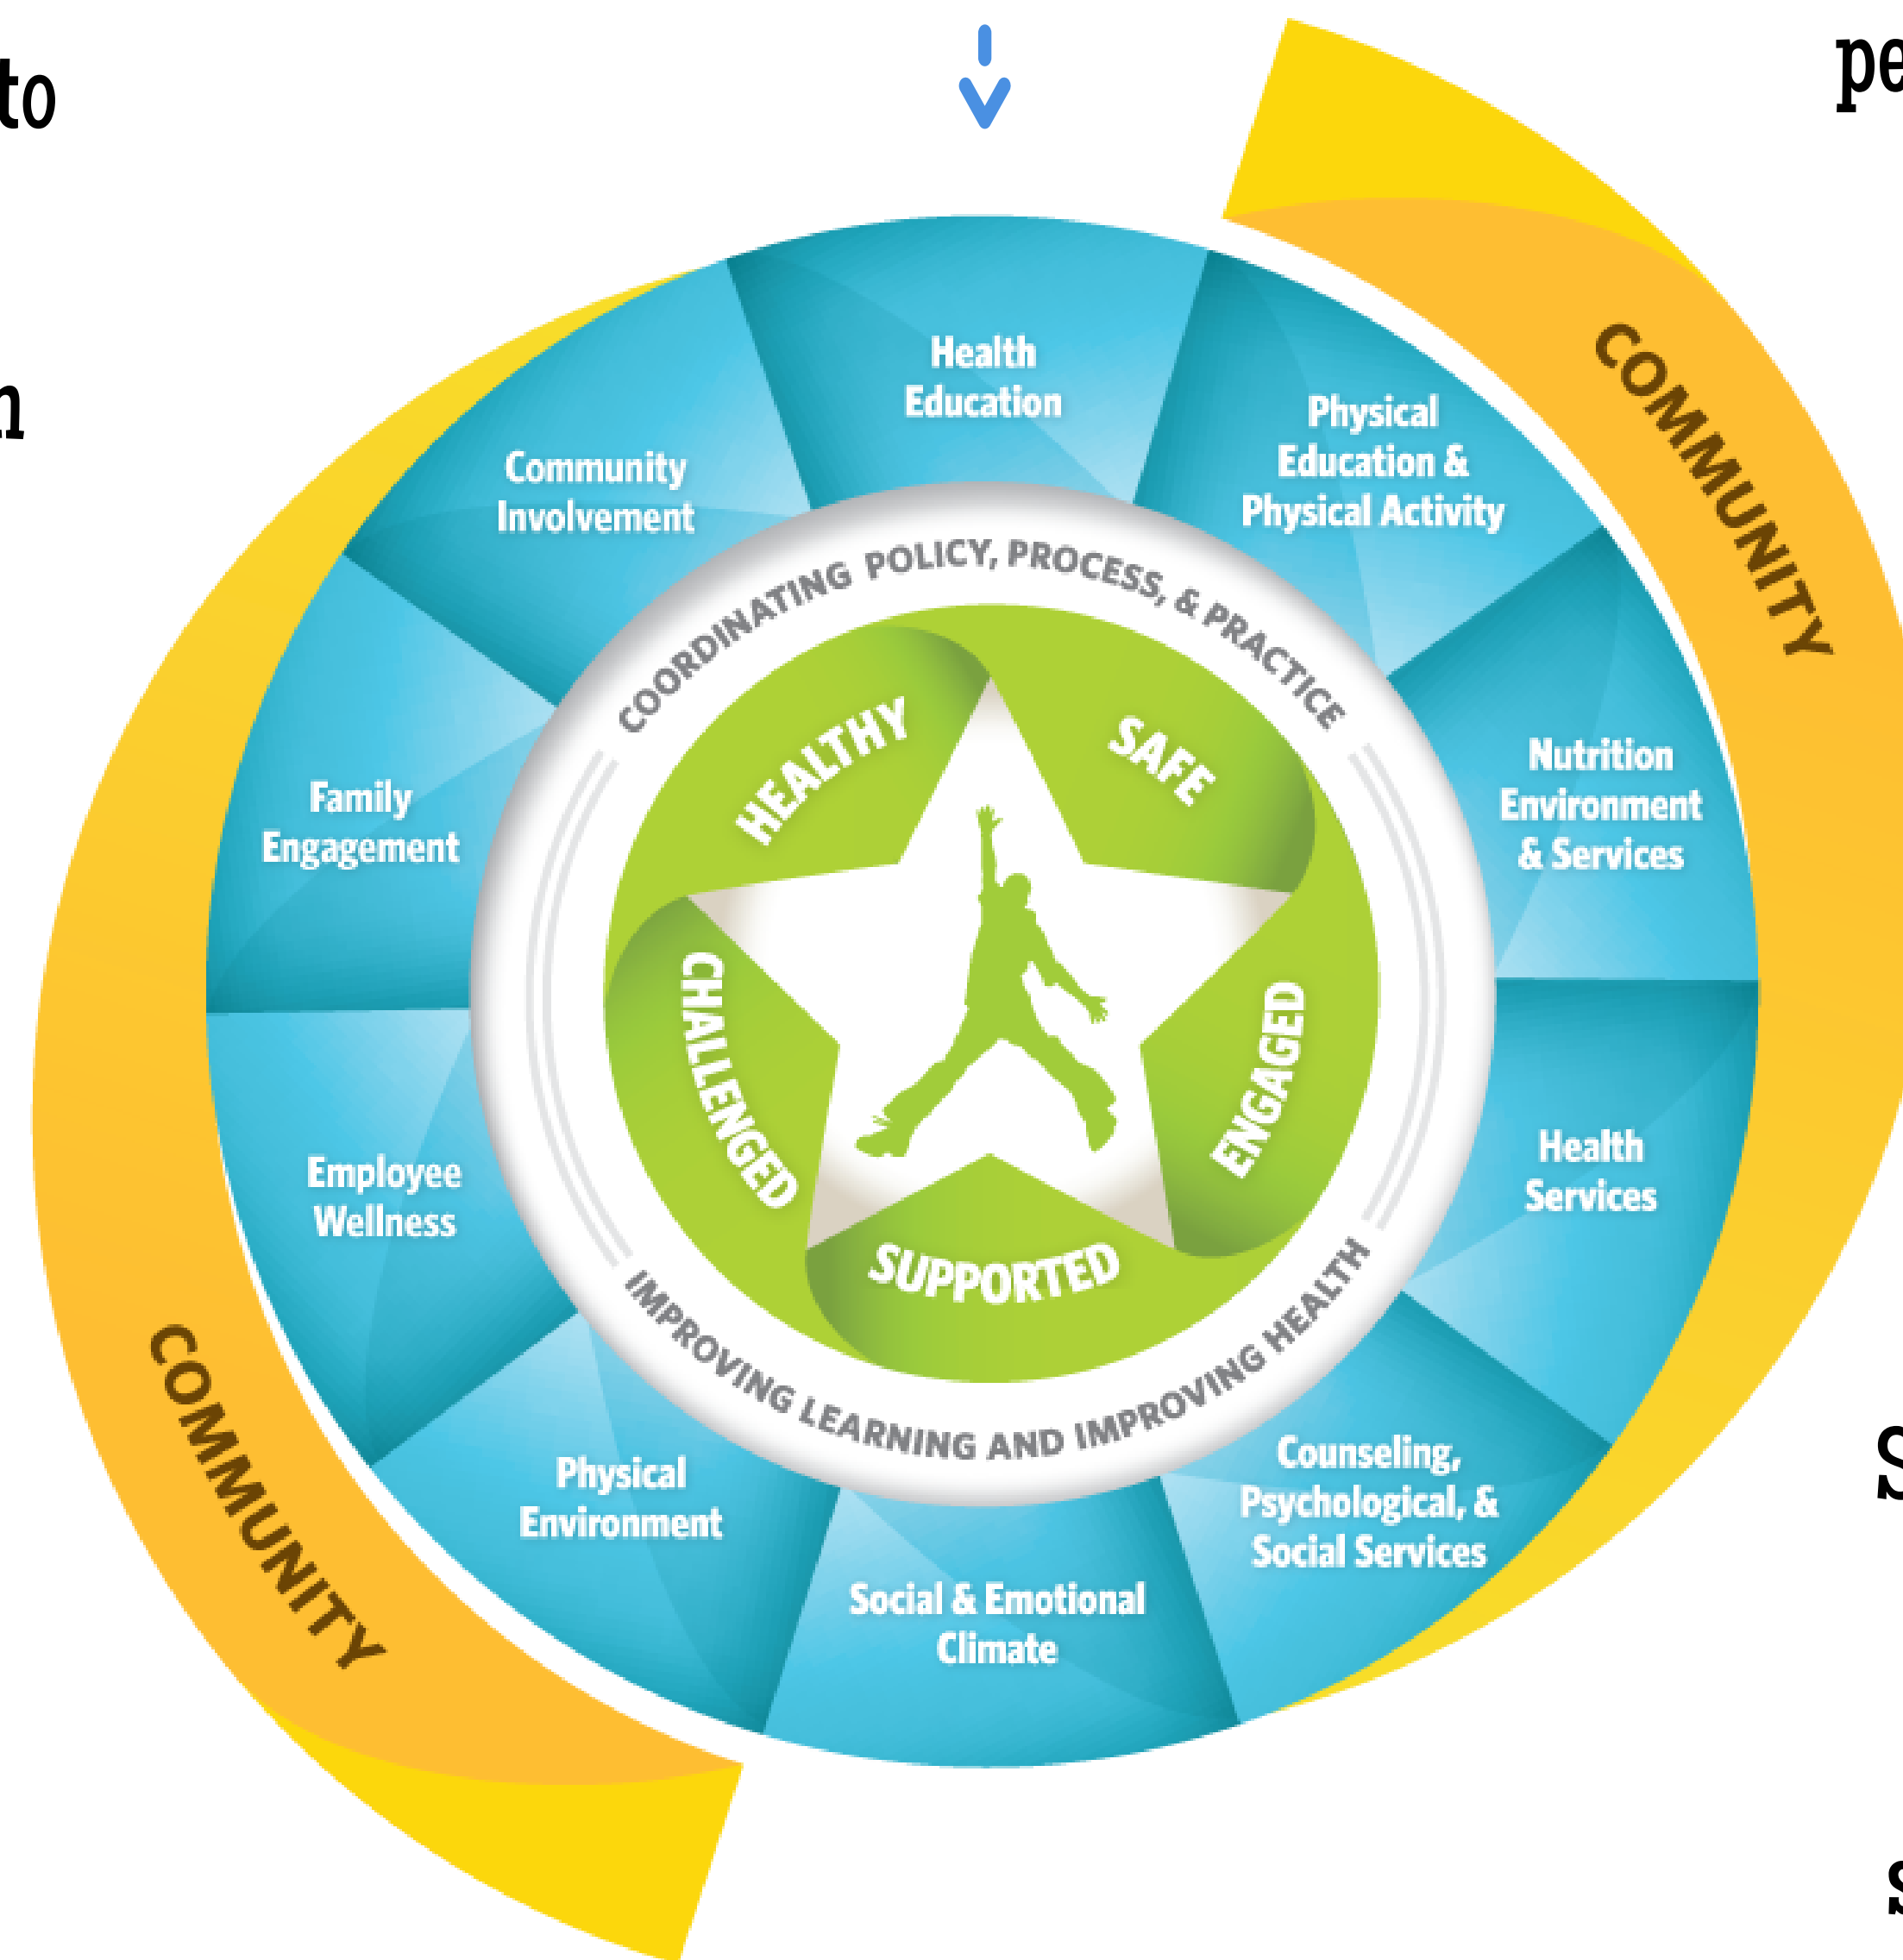 to
Health
Education
Physical
Education &
Physical Activity
Nutrition
Environment
& Services
Health
Services
Counseling,
Psychological, &
Social Services
Social & Emotional
Climate
Physical
Environment
Employee
Wellness
Family
Engagement
Community
Involvement
COMMUNITY
COMMUNITY
COORDINATING POLICY, PROCESS, & PRACTICE
IMPROVING LEARNING AND IMPROVING HEALTH
HEALTHY
SAFE
ENGAGED
SUPPORTED
CHALLENGED